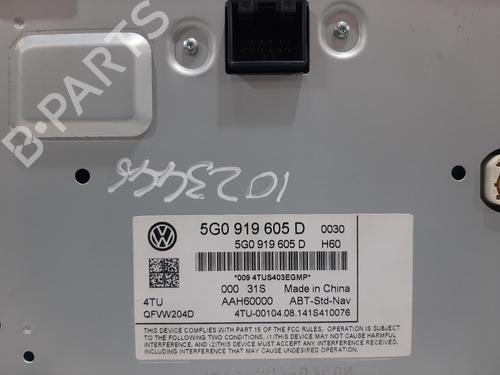 B-PARTS
1023446
5G0 919 605 D 0030
5G0 919 605 D H60
*009 4TUS403EGMP*
000 31S Made in China
4TU AAH60000 ABT-Std-Nav
QFVW204D 4TU-00104.08.141S410076
THIS DEVICE COMPLIES WITH PART 15 OF THE FCC RULES, OPERATION IS
SUBJECT TO THE FOLLOWING: (1)THIS DEVICE MAY NOT CAUSE HARMFUL
INTERFERENCE, AND (2) THIS DEVICE MUST ACCEPT ANY INTERFERENCE
RECEIVED, INCLUDING INTERFERENCE THAT MAY CAUSE UNDESIRED OPERATION.